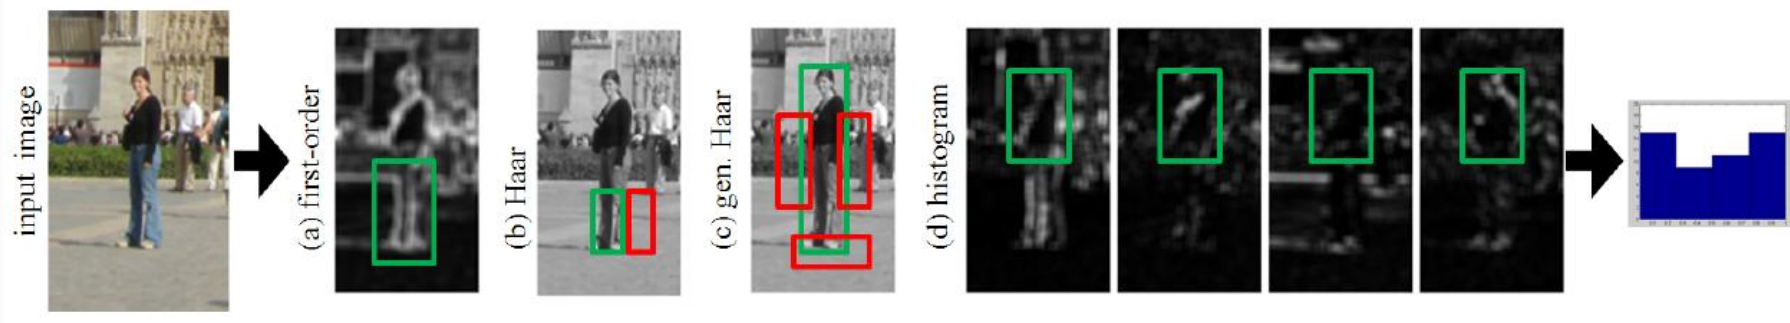 input image
(a) first-order
(b) Haar
(c) gen. Haar
(d) histogram